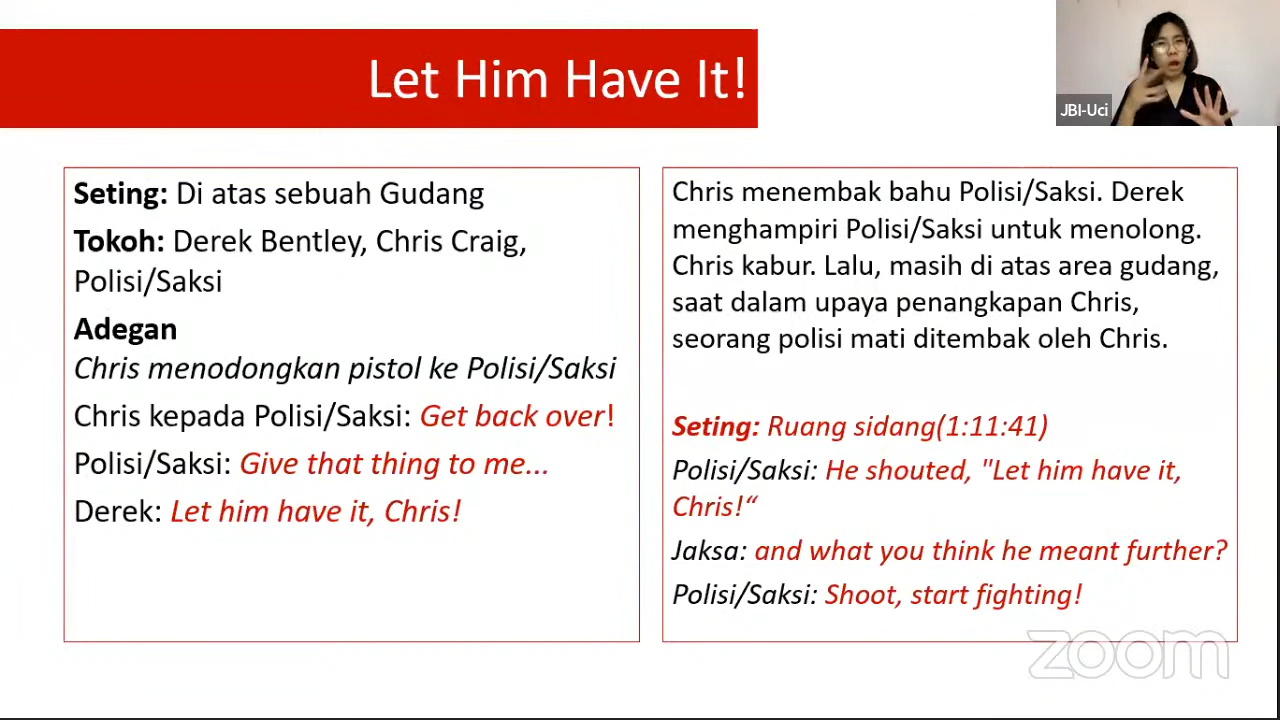 Let Him Have It!
JBI-Uci
Seting: Di atas sebuah Gudang
Tokoh: Derek Bentley, Chris Craig,
Polisi/Saksi
Adegan
Chris menodongkan pistol ke Polisi/Saksi
Chris kepada Polisi/Saksi: Get back over!
Polisi/Saksi: Give that thing to me...
Derek: Let him have it, Chris!
Chris menembak bahu Polisi/Saksi. Derek
menghampiri Polisi/Saksi untuk menolong.
Chris kabur. Lalu, masih di atas area gudang,
saat dalam upaya penangkapan Chris,
seorang polisi mati ditembak oleh Chris.
Seting: Ruang sidang(1:11:41)
Polisi/Saksi: He shouted, "Let him have it,
Chris!“
Jaksa: and what you think he meant further?
Polisi/Saksi: Shoot, start fighting!
zoom